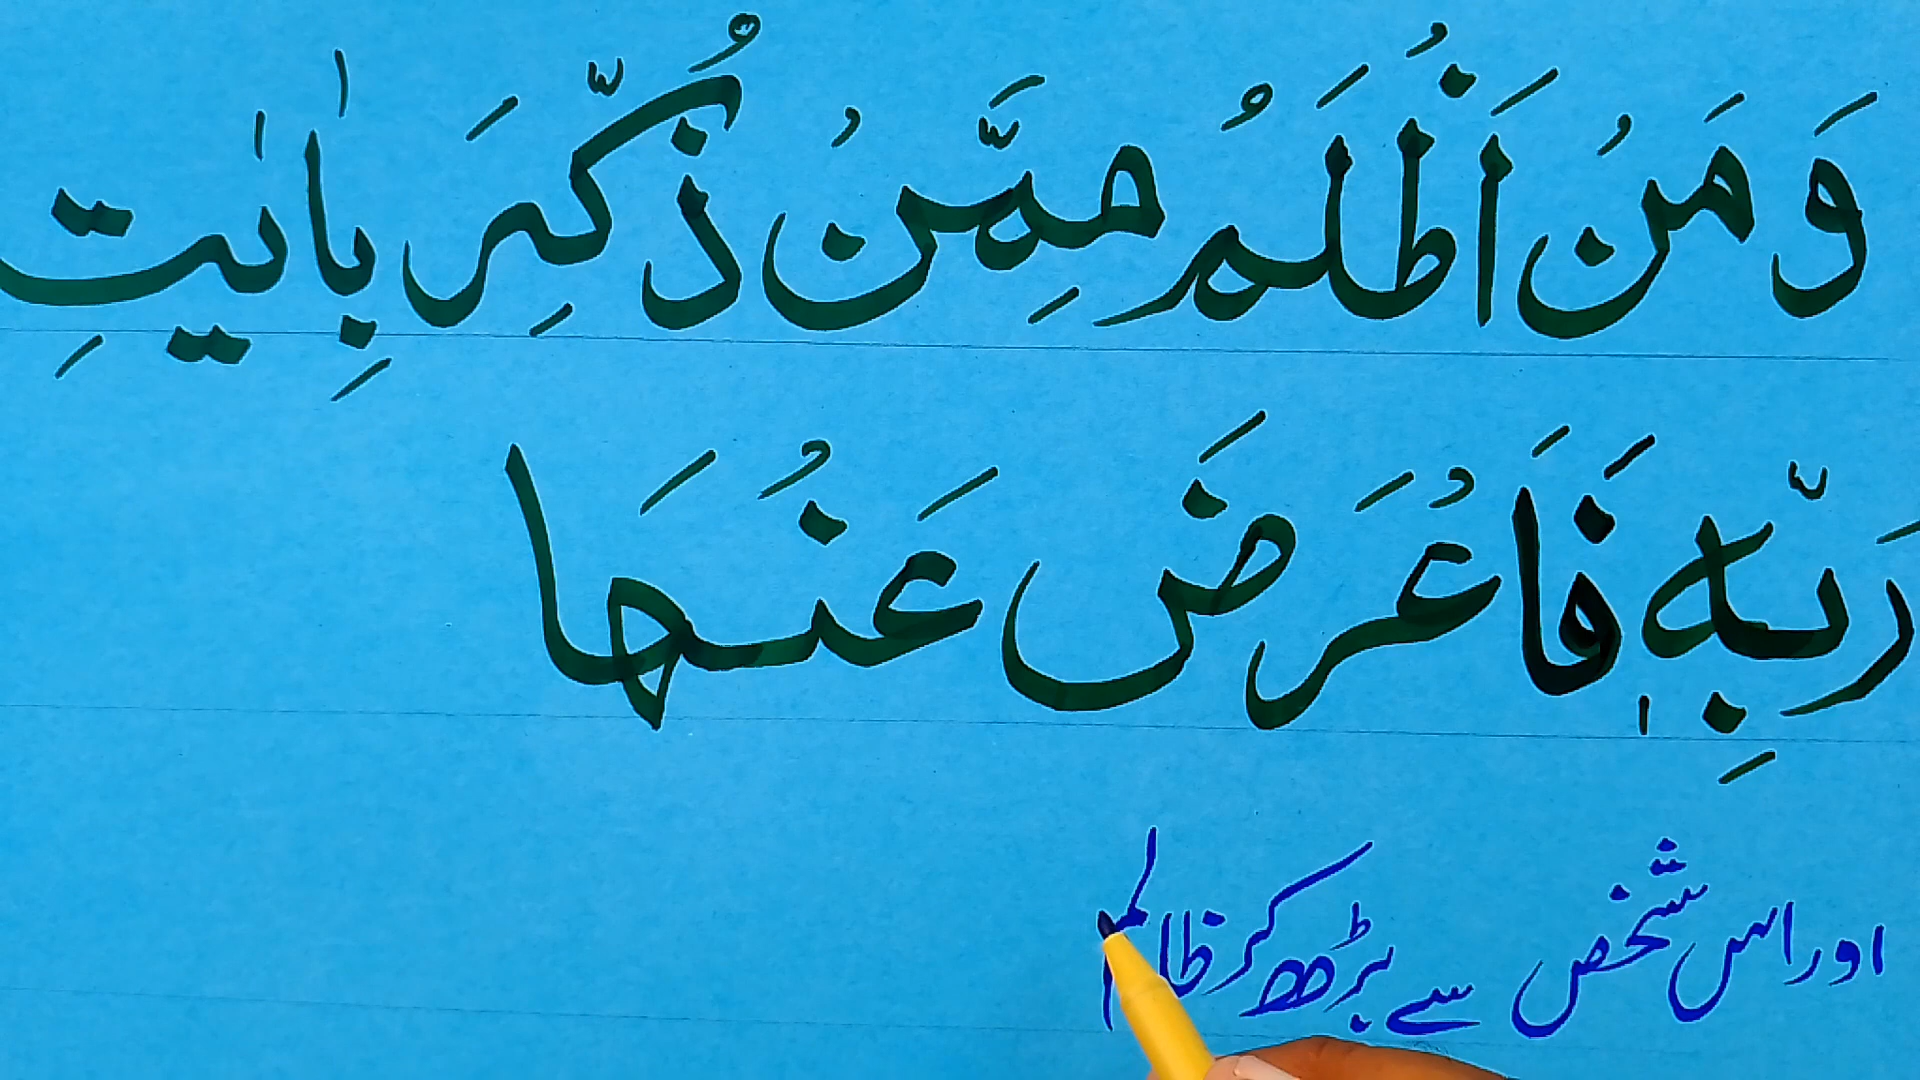 وَ مَنْ اَظْلَمُ مِمَّنْ ذُكِّرَ بِاٰیٰتِ
رَبِّهٖ فَاَعْرَضَ عَنْهَا
اور اس شخص سے بڑھ کر ظالم